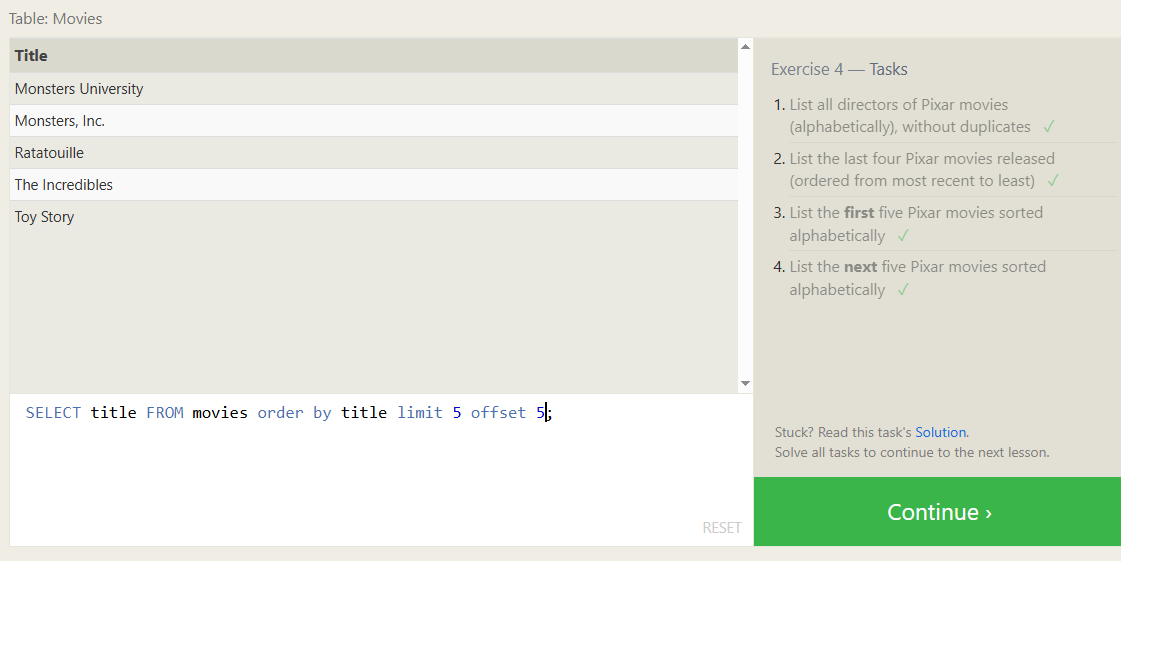 Table: Movies
Title
Monsters University
Monsters, Inc.
Ratatouille
The Incredibles
Toy Story
SELECT title FROM movies order by title limit 5 offset 5;
RESET
Exercise 4 — Tasks
1. List all directors of Pixar movies
(alphabetically), without duplicates ✓
2. List the last four Pixar movies released
(ordered from most recent to least) ✓
3. List the first five Pixar movies sorted
alphabetically ✓
4. List the next five Pixar movies sorted
alphabetically ✓
Stuck? Read this task's Solution.
Solve all tasks to continue to the next lesson.
Continue ›